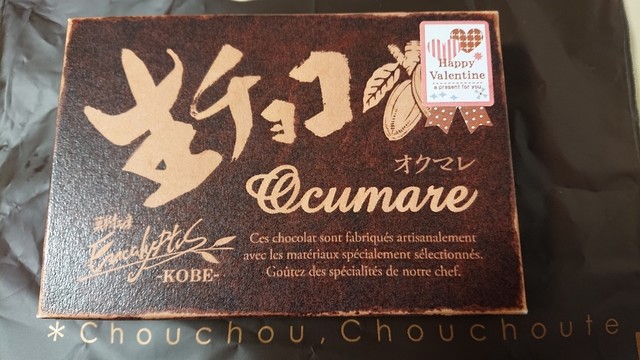 生チョコ
Happy
Valentine
a present for you
オクマレ
Ocumare
Eucalyptus
-KOBE-
Ces chocolat sont fabriqués artisanalement
avec les matériaux spécialement sélectionnés.
Goûtez des spécialités de notre chef.
*Chouchou, Chouchoute